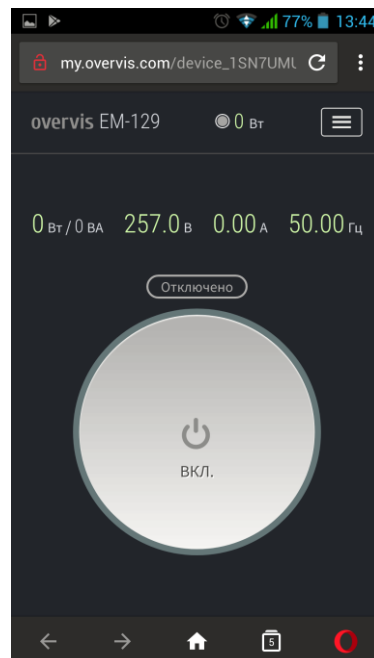 77% 13:44
my.overvis.com/device_1SN7UMU
overvis EM-129 0 Вт
0 Вт / 0 ВА 257.0 В 0.00 А 50.00 Гц
Отключено
ВКЛ.
5